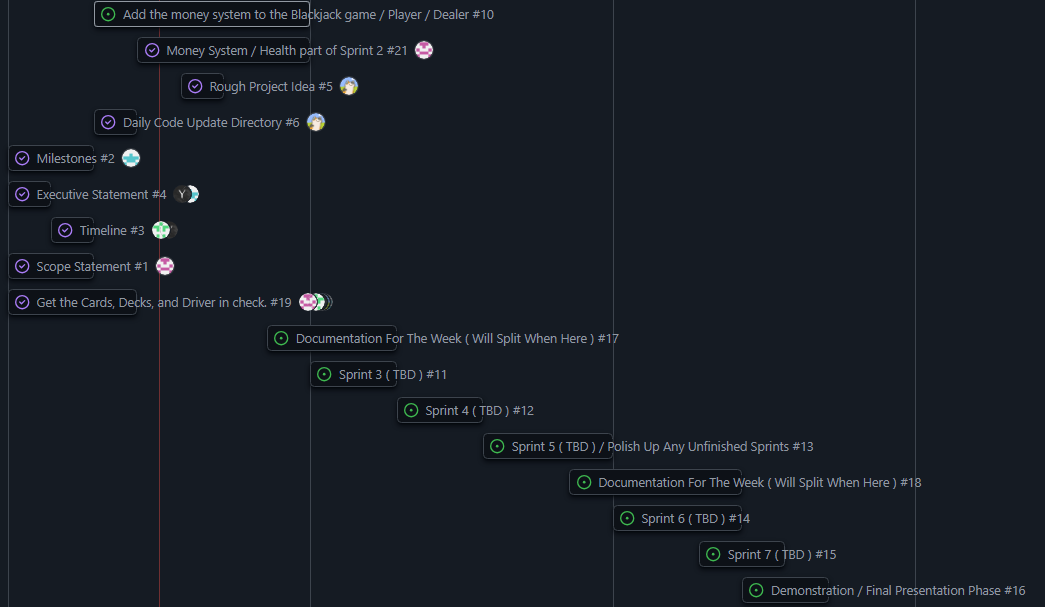 Add the money system to the Blackjack game / Player / Dealer #10
Money System / Health part of Sprint 2 #21
Rough Project Idea #5
Daily Code Update Directory #6
Milestones #2
Executive Statement #4 Y
Timeline #3
Scope Statement #1
Get the Cards, Decks, and Driver in check. #19
Documentation For The Week ( Will Split When Here ) #17
Sprint 3 ( TBD ) #11
Sprint 4 ( TBD ) #12
Sprint 5 ( TBD ) / Polish Up Any Unfinished Sprints #13
Documentation For The Week ( Will Split When Here ) #18
Sprint 6 ( TBD ) #14
Sprint 7 ( TBD ) #15
Demonstration / Final Presentation Phase #16